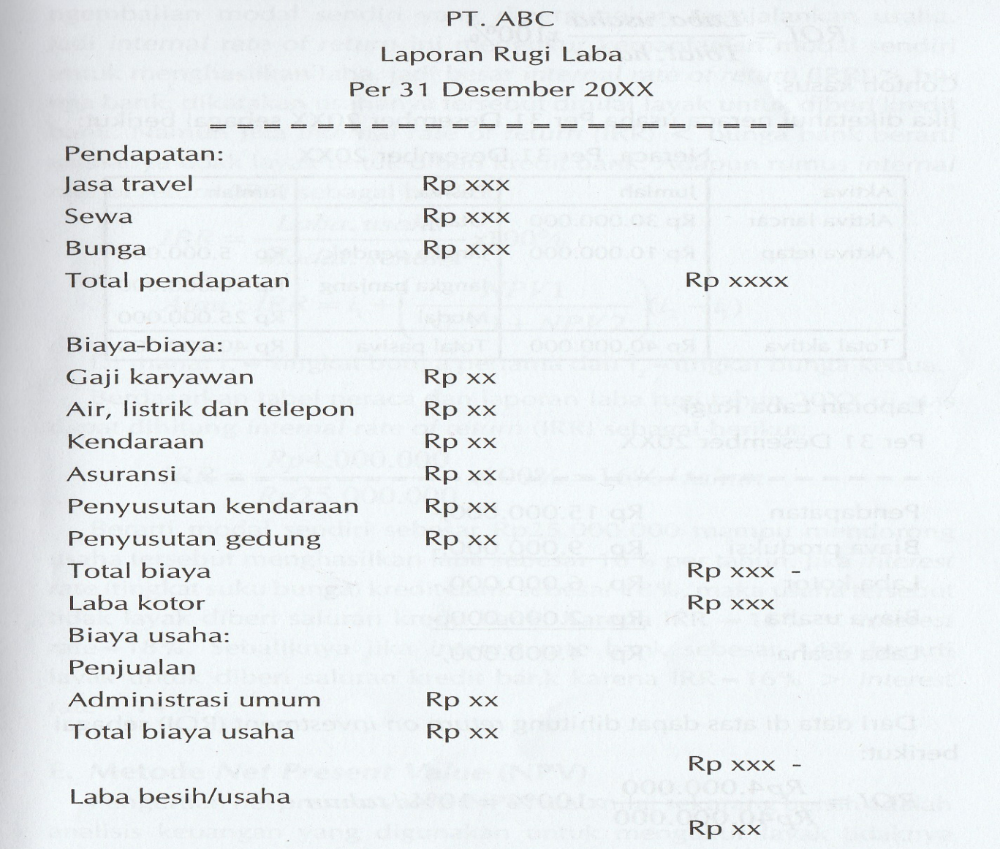 PT. ABC
Laporan Rugi Laba
Per 31 Desember 20XX
Pendapatan:
Jasa travel Rp xxx
Sewa Rp xxx
Bunga Rp xxx
Total pendapatan Rp xxxx
Biaya-biaya:
Gaji karyawan Rp xx
Air, listrik dan telepon Rp xx
Kendaraan Rp xx
Asuransi Rp xx
Penyusutan kendaraan Rp xx
Penyusutan gedung Rp xx
Total biaya Rp xxx -
Laba kotor Rp xxx
Biaya usaha:
Penjualan
Administrasi umum Rp xx
Total biaya usaha Rp xx
Rp xxx -
Laba besih/usaha
Rp xx